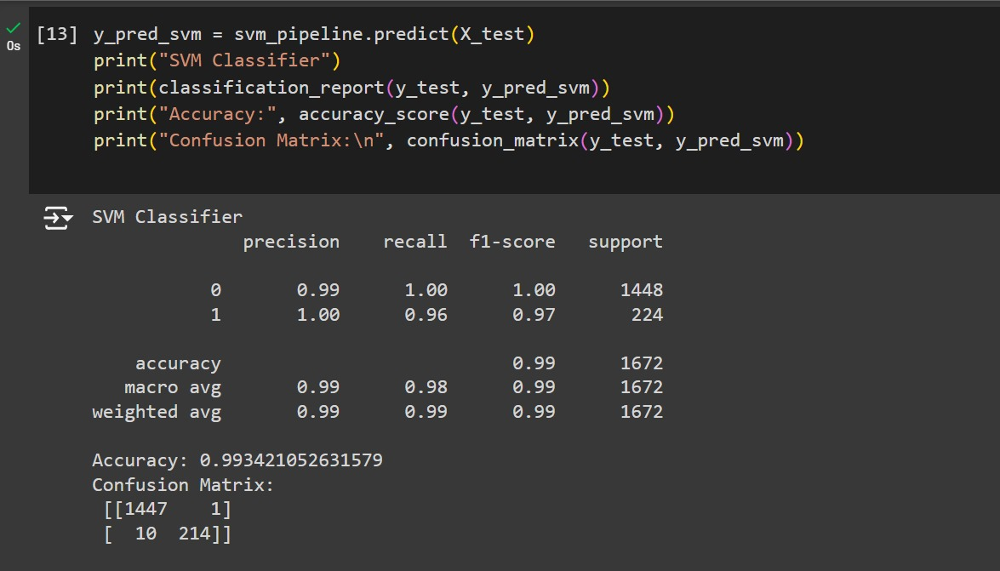 [13] y_pred_svm = svm_pipeline.predict(X_test)
0s
print("SVM Classifier")
print(classification_report(y_test, y_pred_svm))
print("Accuracy:", accuracy_score(y_test, y_pred_svm))
print("Confusion Matrix:\n", confusion_matrix(y_test, y_pred_svm))
SVM Classifier
precision recall f1-score support
0 0.99 1.00 1.00 1448
1 1.00 0.96 0.97 224
accuracy 0.99 1672
macro avg 0.99 0.98 0.99 1672
weighted avg 0.99 0.99 0.99 1672
Accuracy: 0.993421052631579
Confusion Matrix:
[[1447 1]
[ 10 214]]